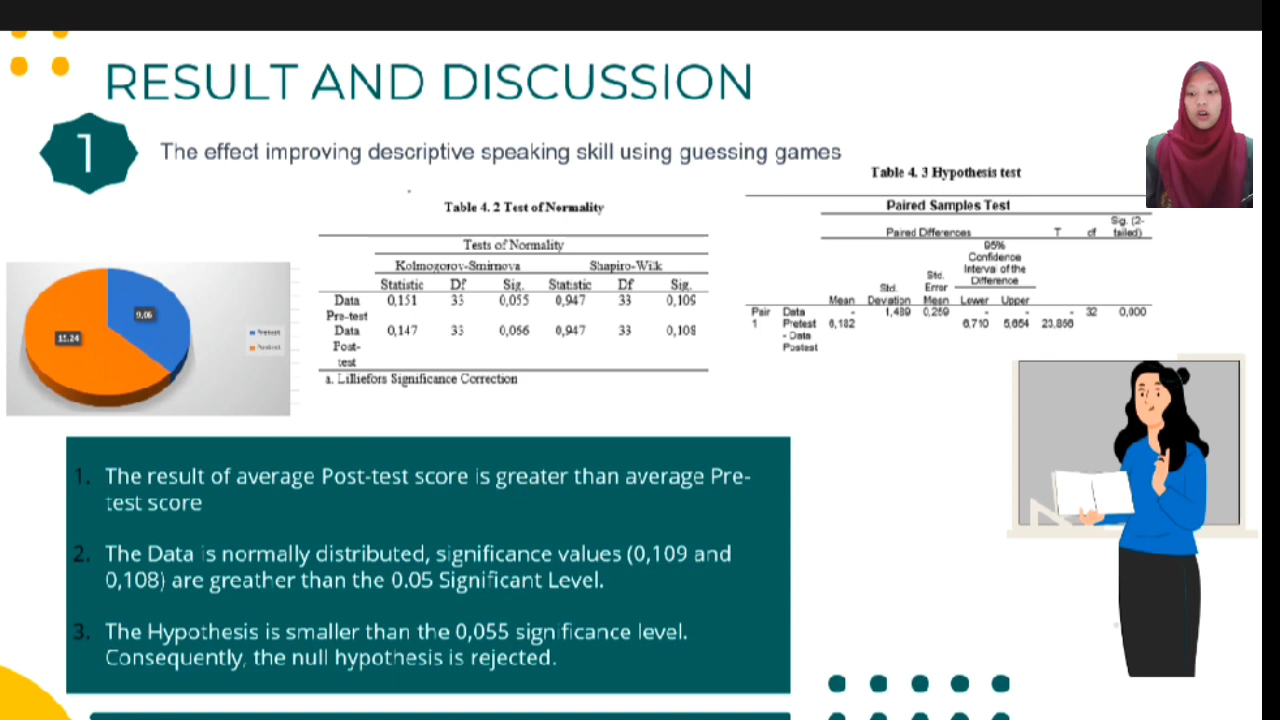 RESULT AND DISCUSSION
1
The effect improving descriptive speaking skill using guessing games
Table 4. 2 Test of Normality
Tests of Normality
Kolmogorov-Smirnova Shapiro-Wilk
Statistic Df Sig. Statistic Df Sig.
Data 0,151 33 0,055 0,947 33 0,109
Pre-test
Data 0,147 33 0,066 0,947 33 0,108
Post-
test
a. Lilliefors Significance Correction
Table 4. 3 Hypothesis test
Paired Samples Test
Paired Differences T df Sig. (2-
tailed)
95%
Confidence
Interval of the
Difference
Std.
Deviation
Std.
Error
Mean
Mean Lower Upper
Pair Data - 1,489 0,259 - - - 32 0,000
1 Pretest 6,182 6,710 5,654 23,856
- Data
Posttest
9,06
15,24
Pretest
Posttest
1. The result of average Post-test score is greater than average Pre-
test score
2. The Data is normally distributed, significance values (0,109 and
0,108) are greather than the 0.05 Significant Level.
3. The Hypothesis is smaller than the 0,055 significance level.
Consequently, the null hypothesis is rejected.